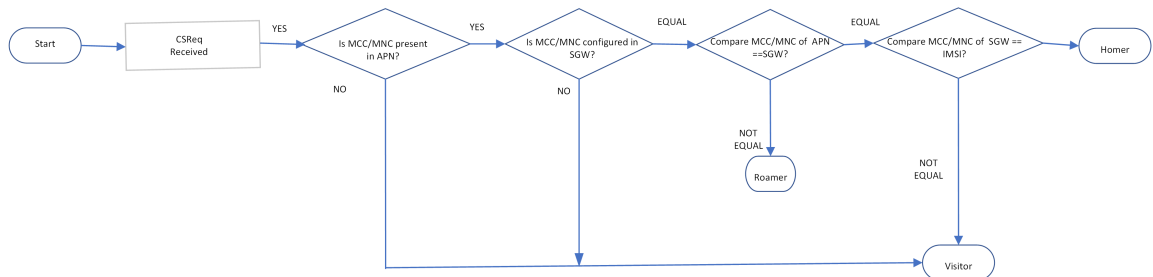 Start
CSReq
Received
YES
Is MCC/MNC present
in APN?
NO
YES
Is MCC/MNC configured in
SGW?
NO
EQUAL
Compare MCC/MNC of APN
==SGW?
NOT
EQUAL
Roamer
EQUAL
Compare MCC/MNC of SGW ==
IMSI?
NOT
EQUAL
Homer
Visitor